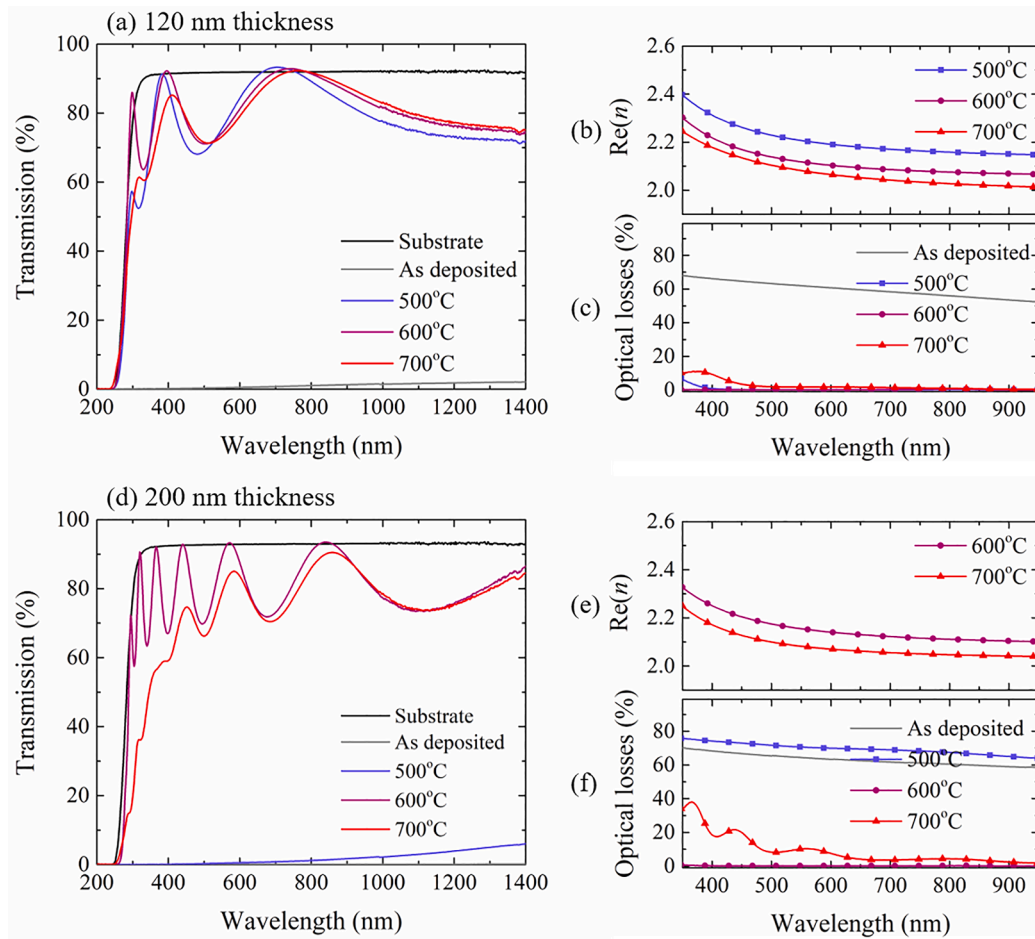 (a) 120 nm thickness
Transmission (%)
100
80
60
40
20
0
Substrate
As deposited
500°C
600°C
700°C
200 400 600 800 1000 1200 1400
Wavelength (nm)
(b)
Re(n)
2.6
2.4
2.2
2.0
500°C
600°C
700°C
(c)
Optical losses (%)
80
60
40
20
0
As deposited
500°C
600°C
700°C
400 500 600 700 800 900
Wavelength (nm)
(d) 200 nm thickness
Transmission (%)
100
80
60
40
20
0
Substrate
As deposited
500°C
600°C
700°C
200 400 600 800 1000 1200 1400
Wavelength (nm)
(e)
Re(n)
2.6
2.4
2.2
2.0
600°C
700°C
(f)
Optical losses (%)
80
60
40
20
0
As deposited
500°C
600°C
700°C
400 500 600 700 800 900
Wavelength (nm)